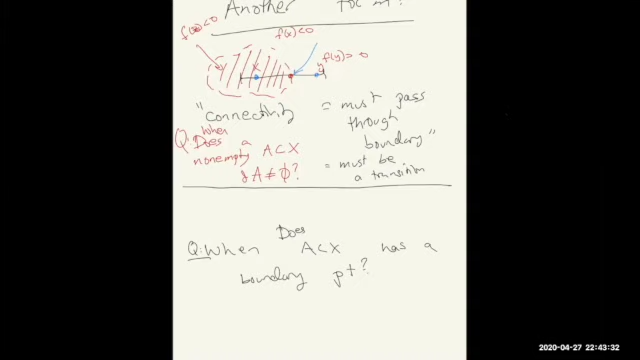 Another
f(x)<0
f(x)<0
f(y)=0
x
y
"connectivity = must pass
through
boundary"
= must be
a transition
Q: When
Does a
nonempty A⊂X
∂A≠∅?
Q: When Does A⊂X has a
boundary pt?
2020-04-27 22:43:32